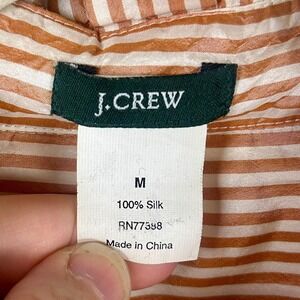 J.CREW
M
100% Silk
RN77388
Made in China